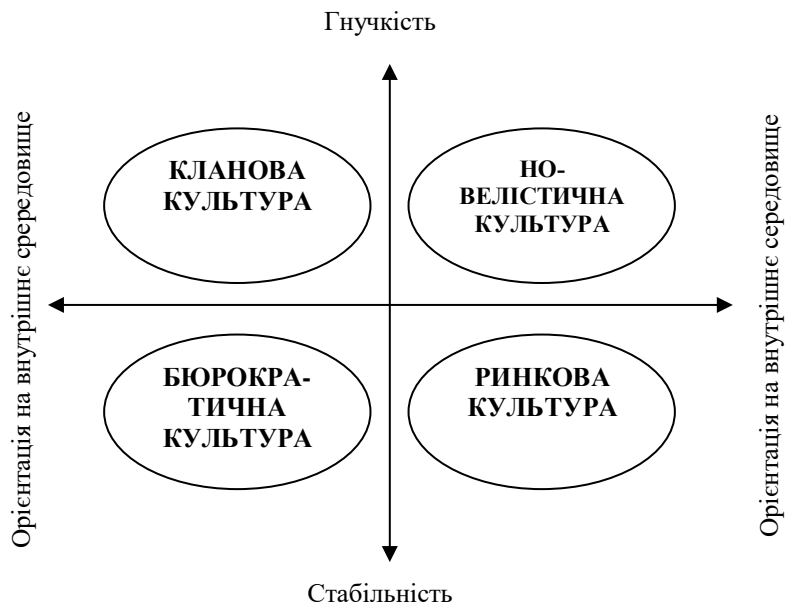 Гнучкість
Орієнтація на внутрішнє срередовище
КЛАНОВА
КУЛЬТУРА
НО-
ВЕЛІСТИЧНА
КУЛЬТУРА
Орієнтація на внутрішнє середовище
БЮРОКРА-
ТИЧНА
КУЛЬТУРА
РИНКОВА
КУЛЬТУРА
Стабільність